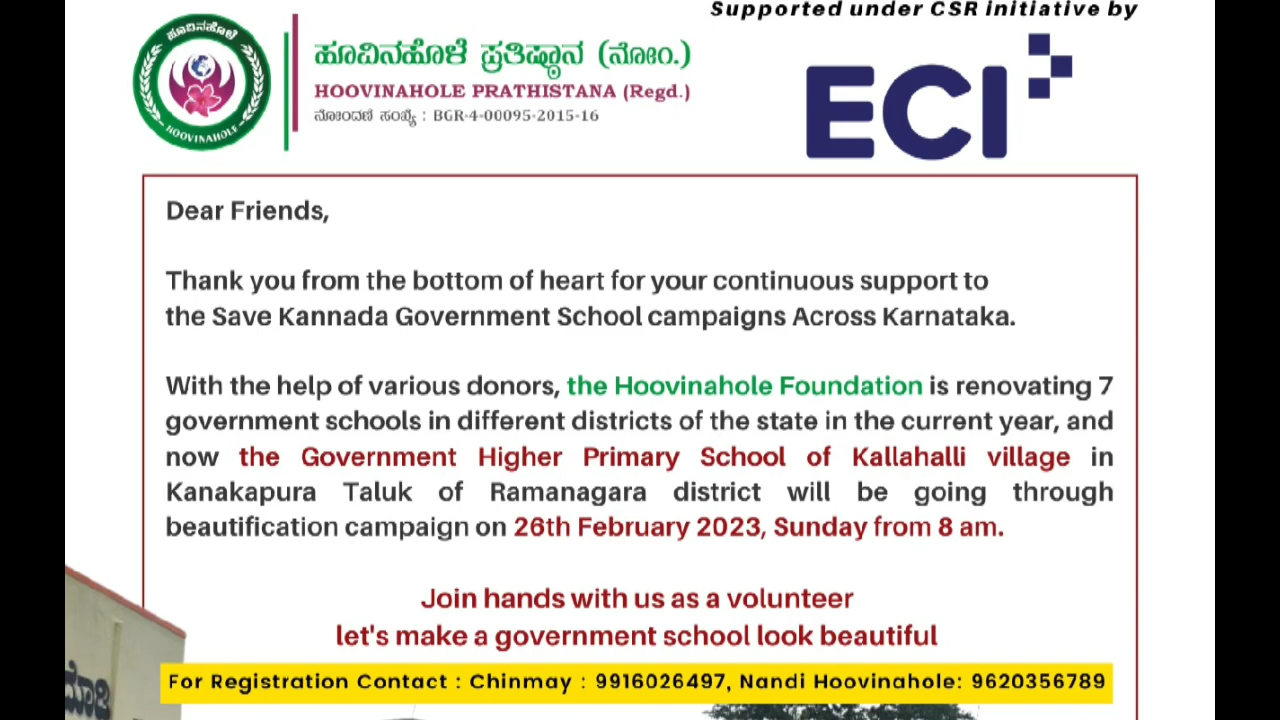 Supported under CSR initiative by
ಹೂವಿನಹೊಳೆ
HOOVINAHOLE
ಹೂವಿನಹೊಳೆ ಪ್ರತಿಷ್ಠಾನ (ನೋಂ.)
HOOVINAHOLE PRATHISTANA (Regd.)
ನೋಂದಣಿ ಸಂಖ್ಯೆ : BGR-4-00095-2015-16
ECI
Dear Friends,
Thank you from the bottom of heart for your continuous support to
the Save Kannada Government School campaigns Across Karnataka.
With the help of various donors, the Hoovinahole Foundation is renovating 7
government schools in different districts of the state in the current year, and
now the Government Higher Primary School of Kallahalli village in
Kanakapura Taluk of Ramanagara district will be going through
beautification campaign on 26th February 2023, Sunday from 8 am.
Join hands with us as a volunteer
let's make a government school look beautiful
For Registration Contact : Chinmay : 9916026497, Nandi Hoovinahole: 9620356789